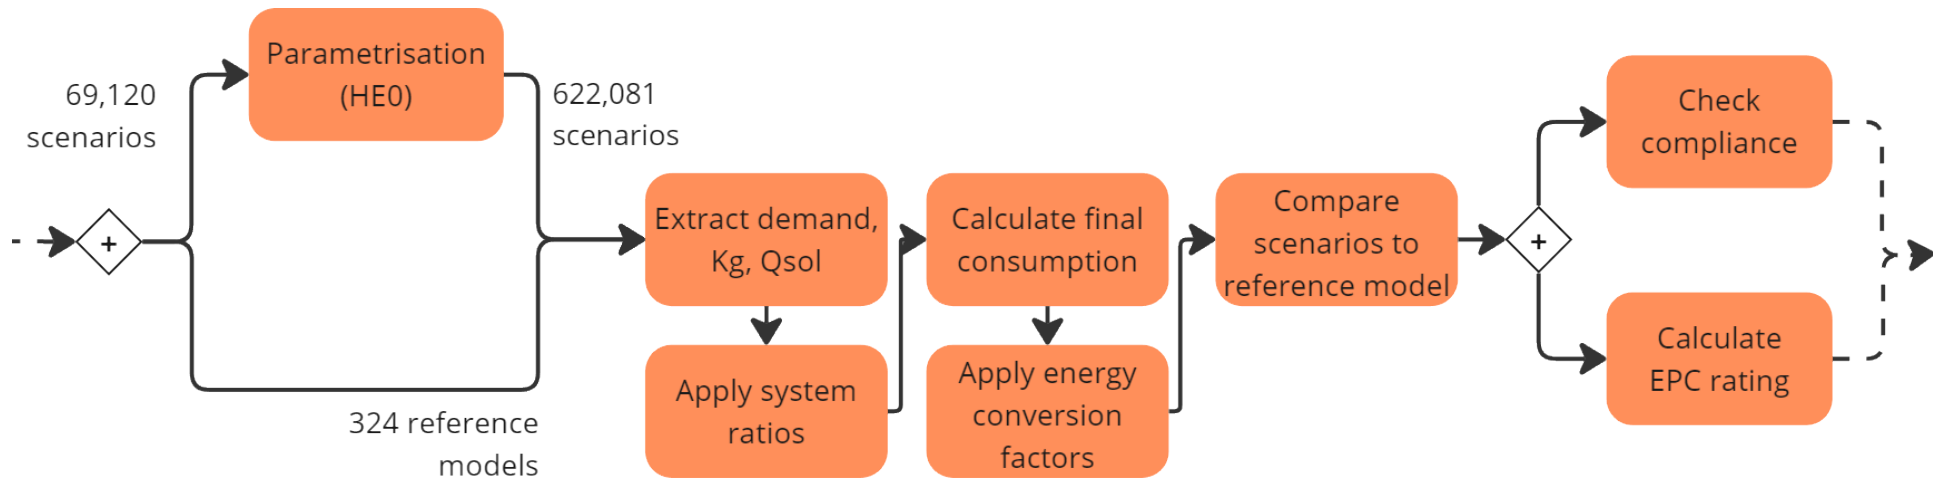 69,120
scenarios
+
Parametrisation
(HE0)
622,081
scenarios
324 reference
models
Extract demand,
Kg, Qsol
Apply system
ratios
Calculate final
consumption
Apply energy
conversion
factors
Compare
scenarios to
reference model
+
Check
compliance
Calculate
EPC rating